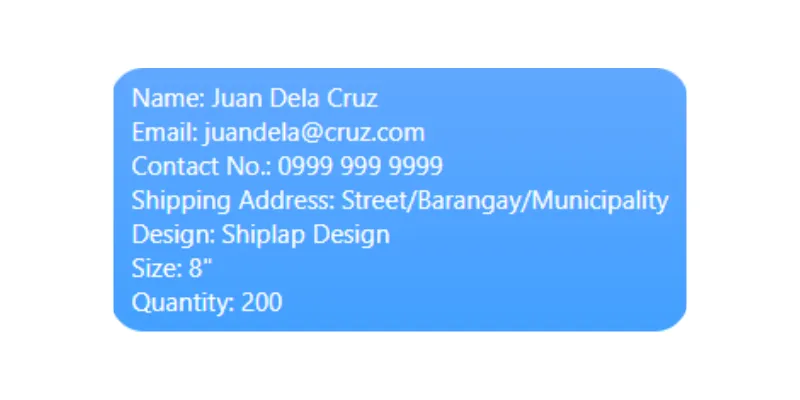 Name: Juan Dela Cruz
Email: juandela@cruz.com
Contact No.: 0999 999 9999
Shipping Address: Street/Barangay/Municipality
Design: Shiplap Design
Size: 8"
Quantity: 200